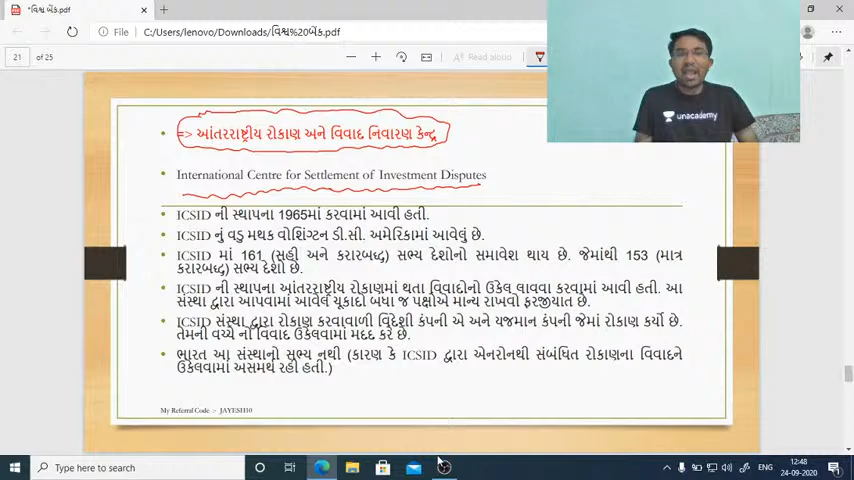 *વિશ્વ બેંક.pdf
File C:/Users/lenovo/Downloads/વિશ્વ%20બેંક.pdf
21 of 25
Read aloud
unacademy
=> આંતરરાષ્ટ્રીય રોકાણ અને વિવાદ નિવારણ કેન્દ્ર
International Centre for Settlement of Investment Disputes
ICSID ની સ્થાપના 1965માં કરવામાં આવી હતી.
ICSID નું વડુ મથક વોશિંગ્ટન ડી.સી. અમેરિકામાં આવેલું છે.
ICSID માં 161 (સહી અને કરારબદ્ધ) સભ્ય દેશોનો સમાવેશ થાય છે. જેમાંથી 153 (માત્ર
કરારબદ્ધ) સભ્ય દેશો છે.
ICSID ની સ્થાપના આંતરરાષ્ટ્રીય રોકાણમાં થતા વિવાદોનો ઉકેલ લાવવા કરવામાં આવી હતી. આ
સંસ્થા દ્વારા આપવામાં આવેલ ચૂકાદો બધા જ પક્ષોએ માન્ય રાખવો ફરજીયાત છે.
ICSID સંસ્થા દ્વારા રોકાણ કરવાવાળી વિદેશી કંપની એ અને યજમાન કંપની જેમાં રોકાણ કર્યો છે.
તેમની વચ્ચે નો વિવાદ ઉકેલવામાં મદદ કરે છે.
ભારત આ સંસ્થાનો સભ્ય નથી (કારણ કે ICSID દ્વારા એનરોનથી સંબંધિત રોકાણના વિવાદને
ઉકેલવામાં અસમર્થ રહી હતી.)
My Referral Code :- JAYESH10
Type here to search
ENG
12:48
24-09-2020